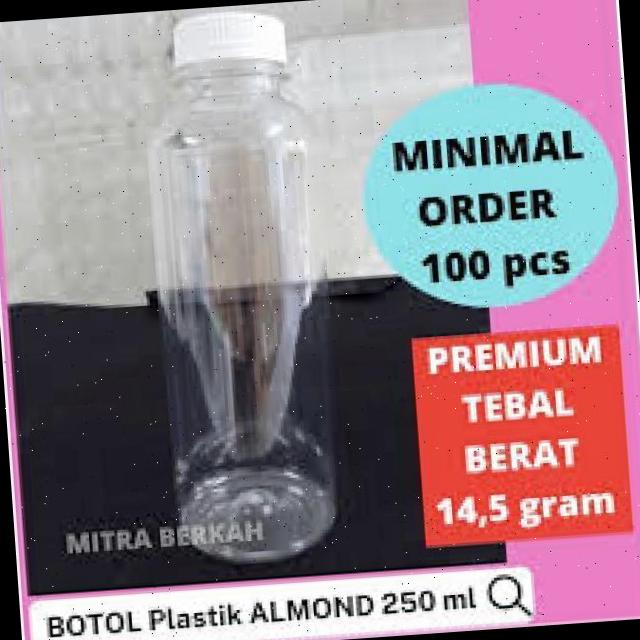 MINIMAL
ORDER
100 pcs
PREMIUM
TEBAL
BERAT
14,5 gram
MITRA BERKAH
BOTOL Plastik ALMOND 250 ml